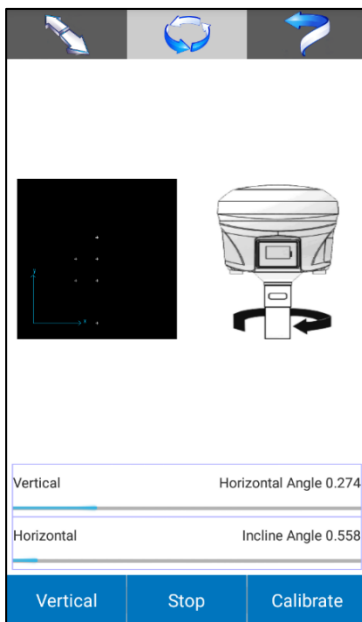 y
x
Vertical Horizontal Angle 0.274
Horizontal Incline Angle 0.558
Vertical Stop Calibrate